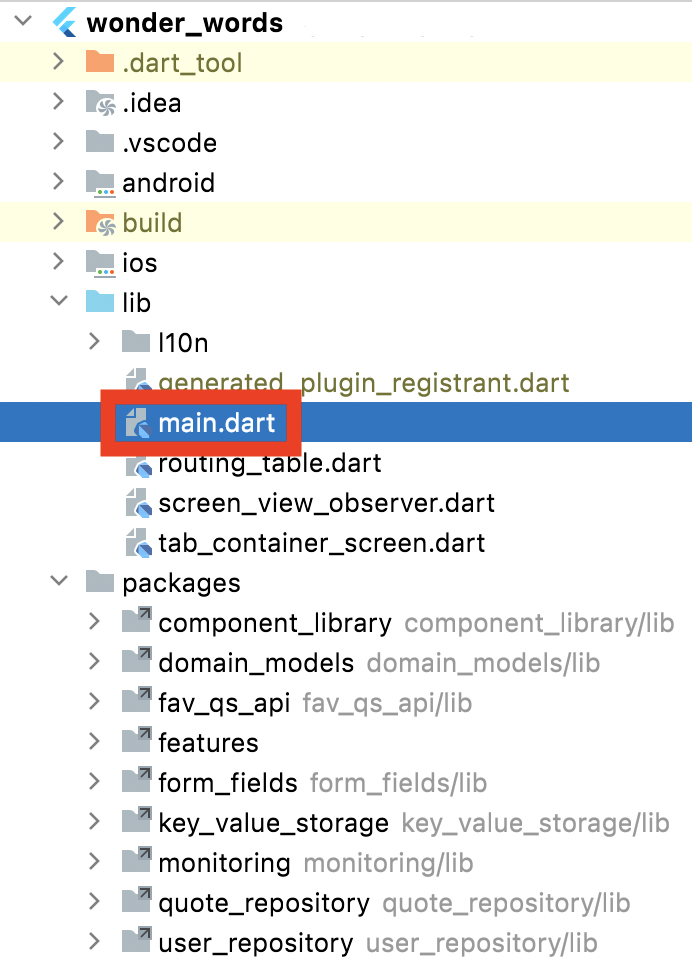 wonder_words
.dart_tool
.idea
.vscode
android
build
ios
lib
l10n
generated_plugin_registrant.dart
main.dart
routing_table.dart
screen_view_observer.dart
tab_container_screen.dart
packages
component_library component_library/lib
domain_models domain_models/lib
fav_qs_api fav_qs_api/lib
features
form_fields form_fields/lib
key_value_storage key_value_storage/lib
monitoring monitoring/lib
quote_repository quote_repository/lib
user_repository user_repository/lib